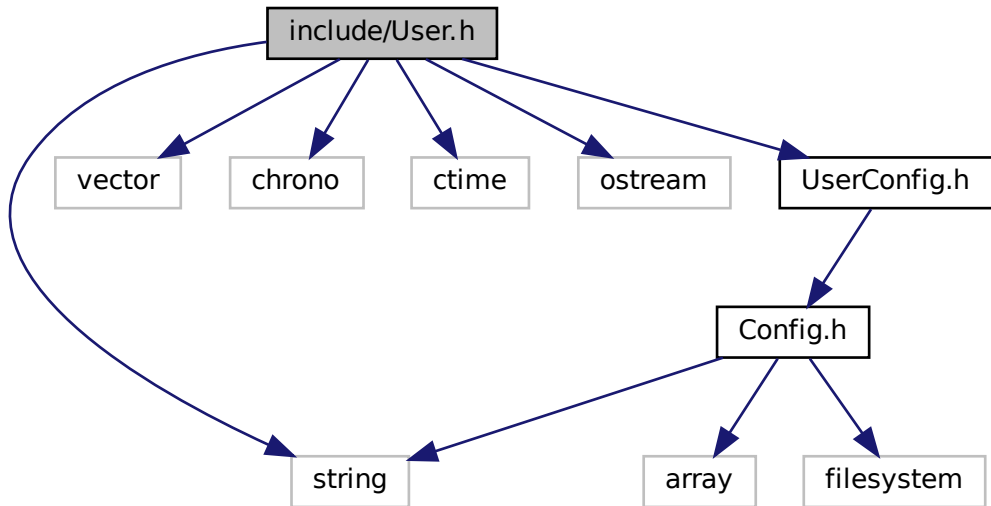 include/User.h
vector
chrono
ctime
ostream
UserConfig.h
Config.h
string
array
filesystem